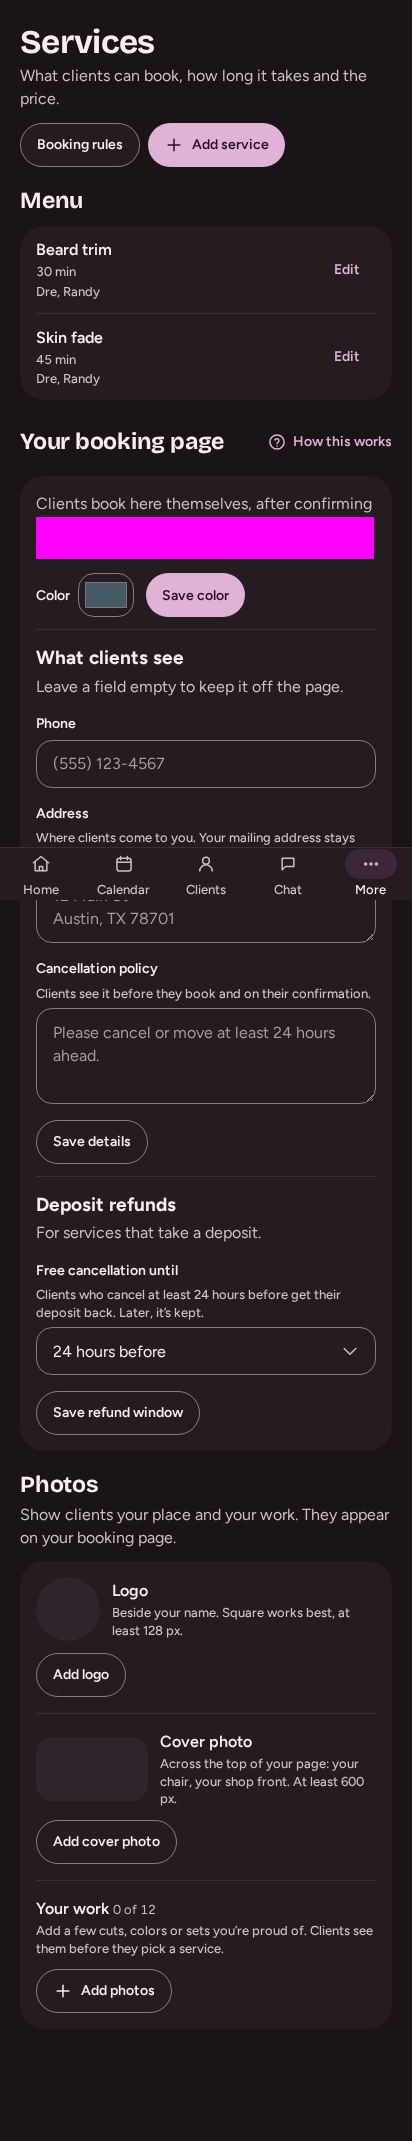 Services
What clients can book, how long it takes and the
price.
Booking rules
Add service
Menu
Beard trim
30 min
Dre, Randy
Edit
Skin fade
45 min
Dre, Randy
Edit
Your booking page
How this works
Clients book here themselves, after confirming
Color
Save color
What clients see
Leave a field empty to keep it off the page.
Phone
(555) 123-4567
Address
Where clients come to you. Your mailing address stays
Home
Calendar
Clients
Chat
More
Austin, TX 78701
Cancellation policy
Clients see it before they book and on their confirmation.
Please cancel or move at least 24 hours
ahead.
Save details
Deposit refunds
For services that take a deposit.
Free cancellation until
Clients who cancel at least 24 hours before get their
deposit back. Later, it’s kept.
24 hours before
Save refund window
Photos
Show clients your place and your work. They appear
on your booking page.
Logo
Beside your name. Square works best, at
least 128 px.
Add logo
Cover photo
Across the top of your page: your
chair, your shop front. At least 600
px.
Add cover photo
Your work 0 of 12
Add a few cuts, colors or sets you’re proud of. Clients see
them before they pick a service.
Add photos